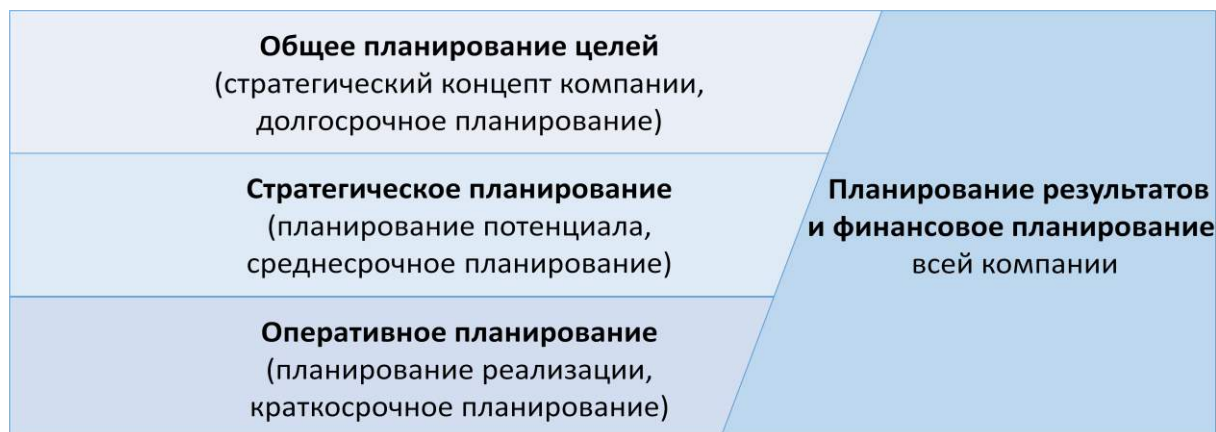 Общее планирование целей
(стратегический концепт компании,
долгосрочное планирование)
Стратегическое планирование
(планирование потенциала,
среднесрочное планирование)
Оперативное планирование
(планирование реализации,
краткосрочное планирование)
Планирование результатов
и финансовое планирование
всей компании